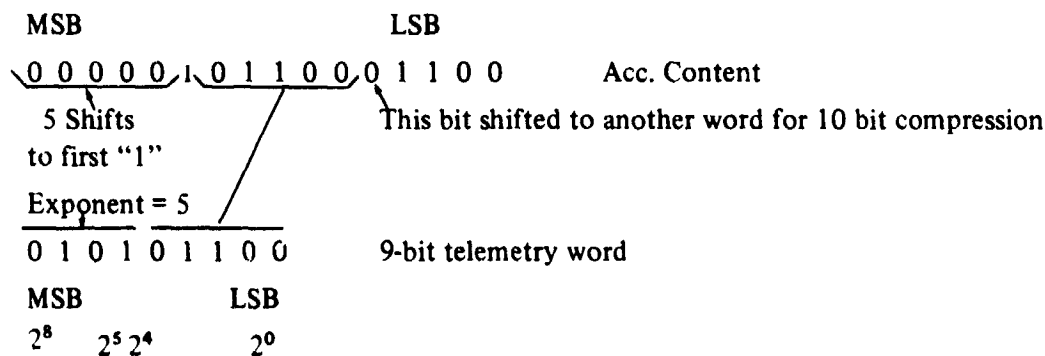 MSB LSB
0 0 0 0 0 1 0 1 1 0 0 0 1 1 0 0 Acc. Content
5 Shifts This bit shifted to another word for 10 bit compression
to first “1”
Exponent = 5
0 1 0 1 0 1 1 0 0 9-bit telemetry word
MSB LSB
2⁸ 2⁵ 2⁴ 2⁰